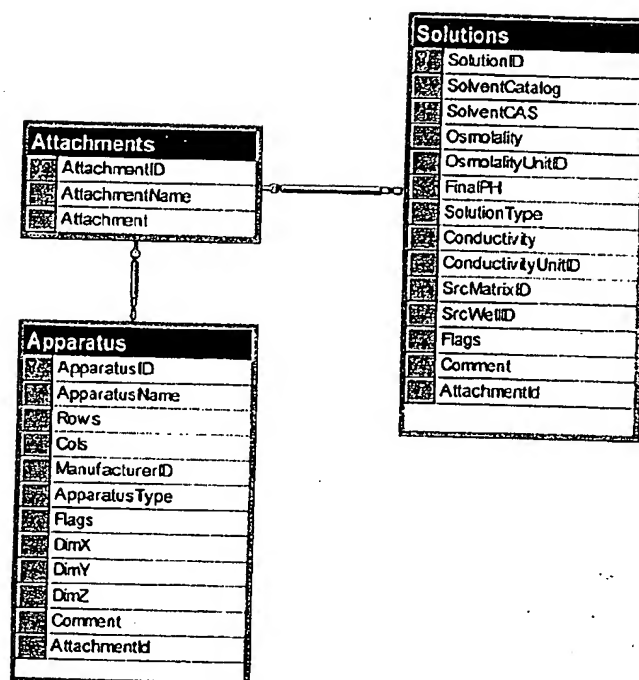 Attachments
AttachmentID
AttachmentName
Attachment
Apparatus
ApparatusID
ApparatusName
Rows
Cols
ManufacturerID
ApparatusType
Flags
DimX
DimY
DimZ
Comment
AttachmentId
Solutions
SolutionID
SolventCatalog
SolventCAS
Osmolality
OsmolalityUnitID
FinalPH
SolutionType
Conductivity
ConductivityUnitID
SrcMatrixID
SrcWellID
Flags
Comment
AttachmentId